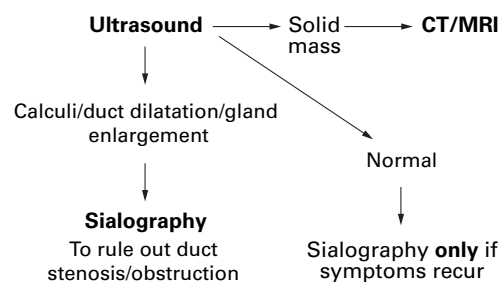 Ultrasound
Solid
mass
CT/MRI
Calculi/duct dilatation/gland
enlargement
Normal
Sialography
To rule out duct
stenosis/obstruction
Sialography only if
symptoms recur